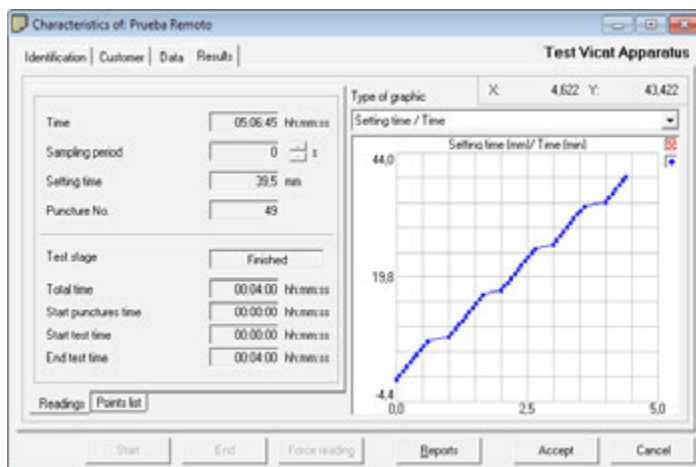 Characteristics of: Prueba Remoto
Identification Customer Data Results
Test Vicat Apparatus
Time 05:06:45 hh:mm:ss
Sampling period 0 s
Setting time 39,5 mm
Puncture No. 49
Test stage Finished
Total time 00:04:00 hh:mm:ss
Start punctures time 00:00:00 hh:mm:ss
Start test time 00:00:00 hh:mm:ss
End test time 00:04:00 hh:mm:ss
Readings Points list
Type of graphic X: 4,622 Y: 43,422
Setting time / Time
Setting time (mm)/ Time (min)
44,0
19,8
-4,4
0,0 2,5 5,0
Start End Force reading Reports Accept Cancel